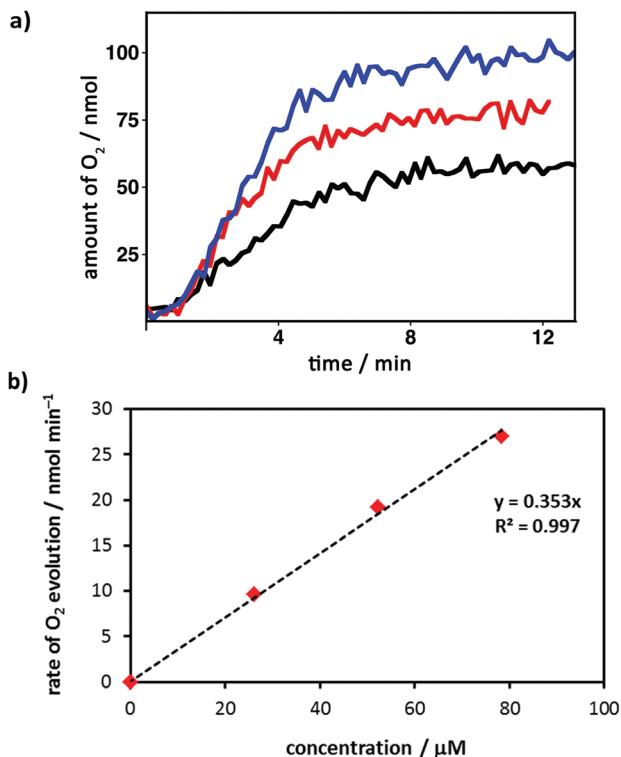 a)
amount of O₂ / nmol
100
75
50
25
4
8
12
time / min
b)
rate of O₂ evolution / nmol min⁻¹
30
25
20
15
10
5
0
y = 0.353x
R² = 0.997
0
20
40
60
80
100
concentration / µM